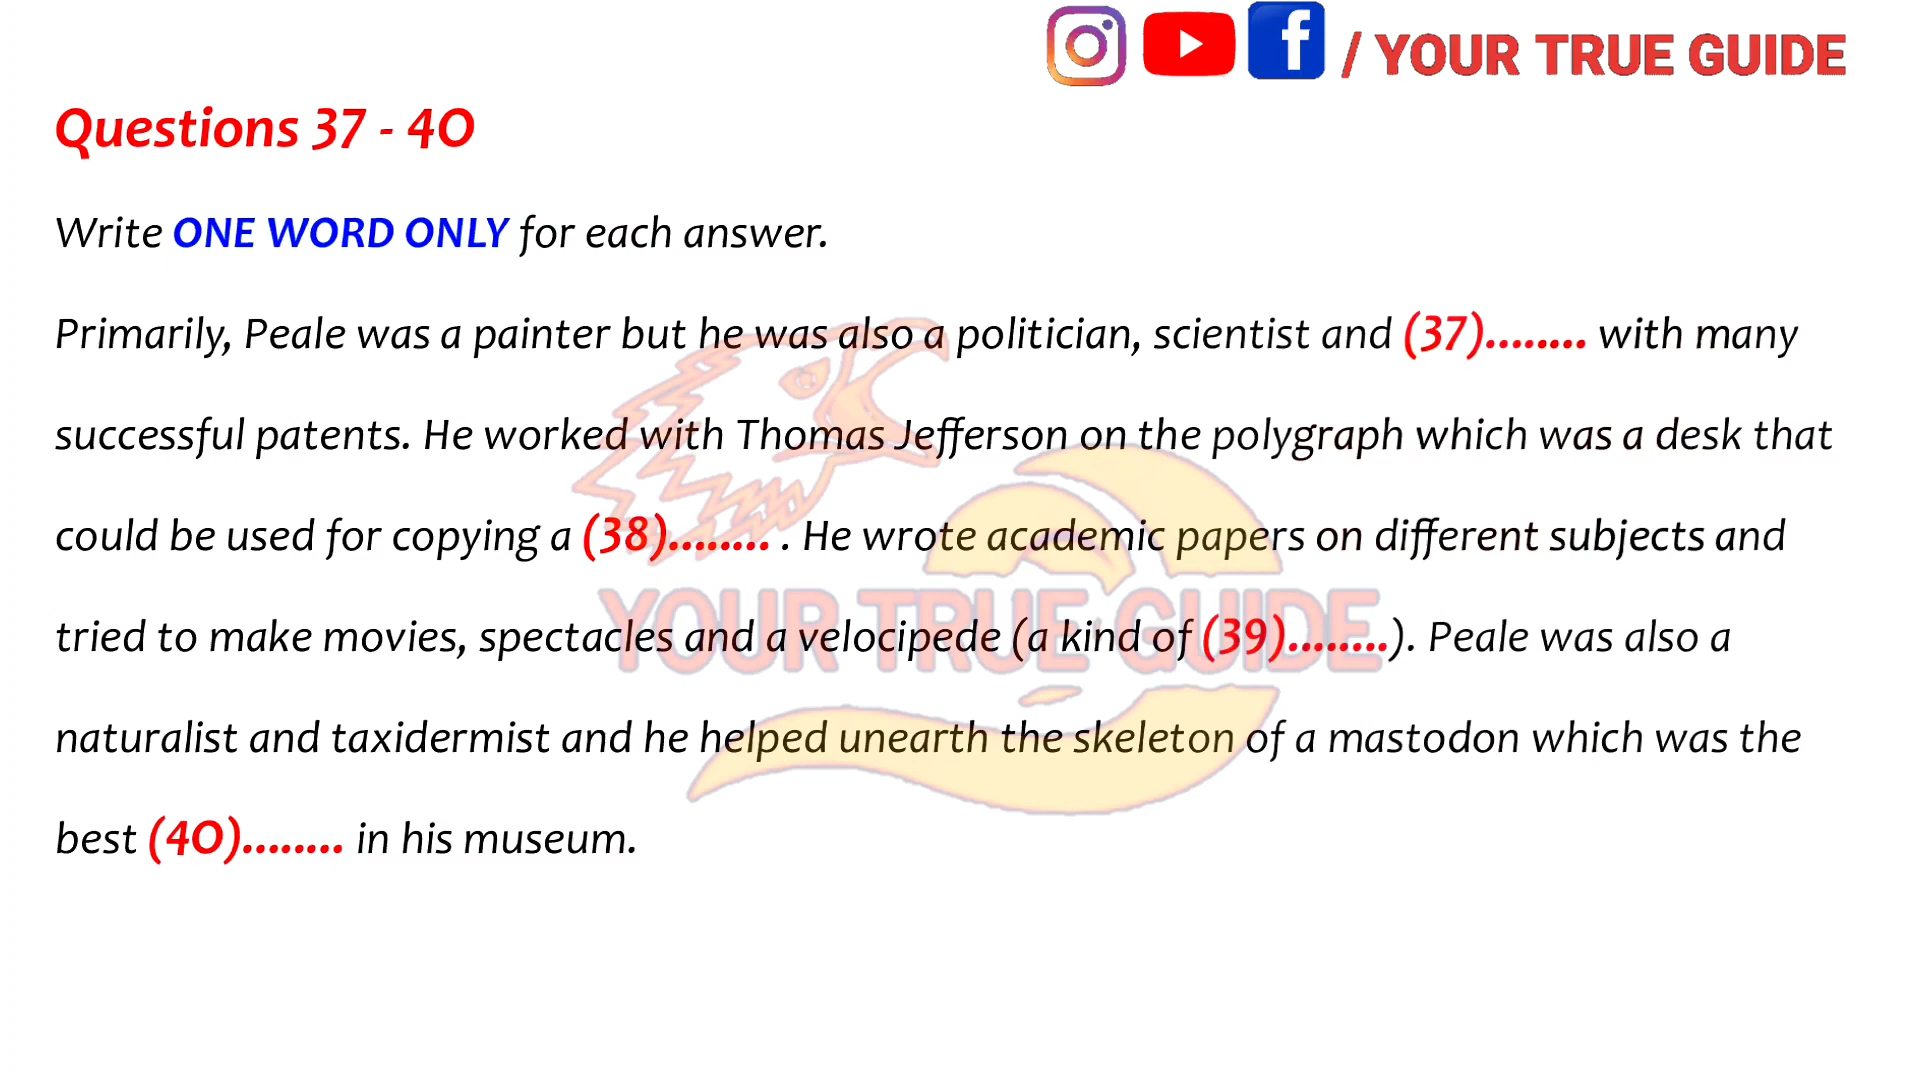 / YOUR TRUE GUIDE
Questions 37 - 40
Write ONE WORD ONLY for each answer.
Primarily, Peale was a painter but he was also a politician, scientist and (37)........ with many
successful patents. He worked with Thomas Jefferson on the polygraph which was a desk that
could be used for copying a (38)........ . He wrote academic papers on different subjects and
tried to make movies, spectacles and a velocipede (a kind of (39)........). Peale was also a
naturalist and taxidermist and he helped unearth the skeleton of a mastodon which was the
best (40)........ in his museum.
YOUR TRUE GUIDE